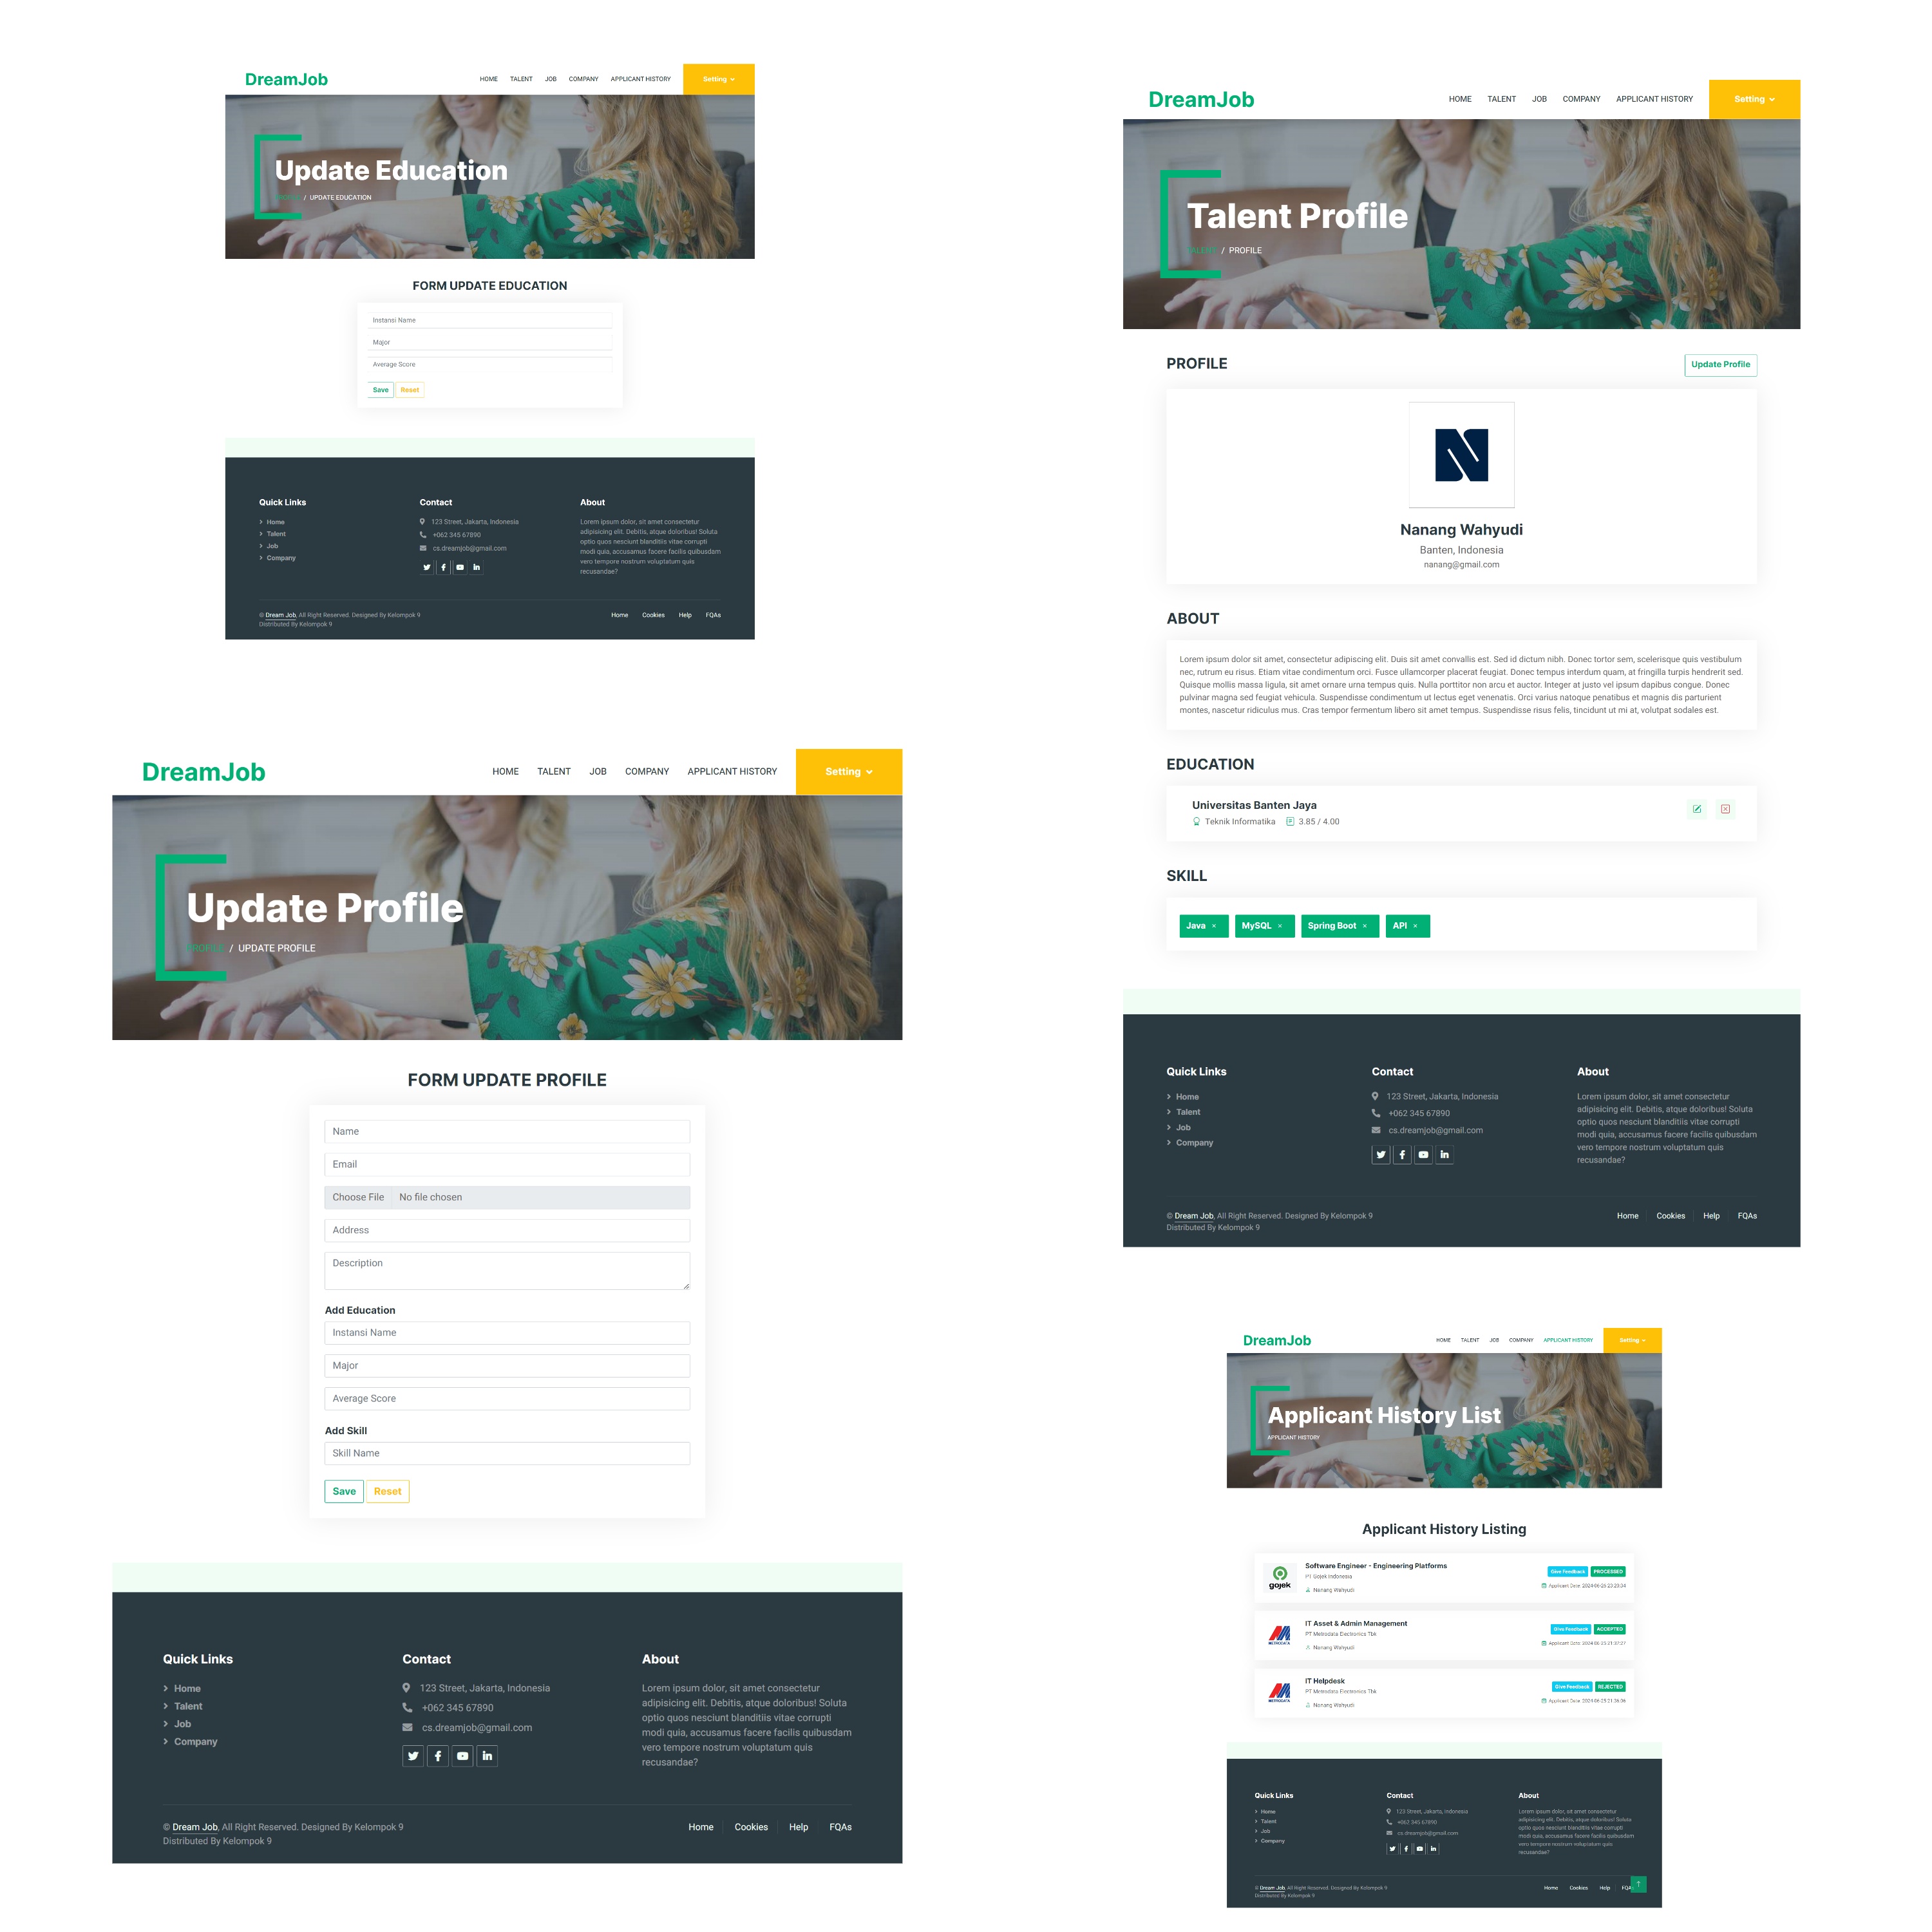 DreamJob
HOME TALENT JOB COMPANY APPLICANT HISTORY Setting
Update Education
/ UPDATE EDUCATION
FORM UPDATE EDUCATION
Instansi Name
Major
Average Score
Save Reset
Quick Links
Home
Talent
Job
Company
Contact
123 Street, Jakarta, Indonesia
+062 345 67890
cs.dreamjob@gmail.com
About
Lorem ipsum dolor, sit amet consectetur
adipisicing elit. Debitis, atque doloribus! Soluta
optio quos nesciunt blanditiis vitae corrupti
modi quia, accusamus facere facilis quibusdam
vero tempore nostrum voluptatum quis
recusandae?
© Dream Job, All Right Reserved. Designed By Kelompok 9
Distributed By Kelompok 9
Home Cookies Help FQAs
DreamJob
HOME TALENT JOB COMPANY APPLICANT HISTORY Setting
Update Profile
PROFILE / UPDATE PROFILE
FORM UPDATE PROFILE
Name
Email
Choose File No file chosen
Address
Description
Add Education
Instansi Name
Major
Average Score
Add Skill
Skill Name
Save Reset
Quick Links
Home
Talent
Job
Company
Contact
123 Street, Jakarta, Indonesia
+062 345 67890
cs.dreamjob@gmail.com
About
Lorem ipsum dolor, sit amet consectetur
adipisicing elit. Debitis, atque doloribus! Soluta
optio quos nesciunt blanditiis vitae corrupti
modi quia, accusamus facere facilis quibusdam
vero tempore nostrum voluptatum quis
recusandae?
© Dream Job, All Right Reserved. Designed By Kelompok 9
Distributed By Kelompok 9
Home Cookies Help FQAs
DreamJob
HOME TALENT JOB COMPANY APPLICANT HISTORY Setting
Talent Profile
TALENT / PROFILE
PROFILE
Update Profile
Nanang Wahyudi
Banten, Indonesia
nanang@gmail.com
ABOUT
Lorem ipsum dolor sit amet, consectetur adipiscing elit. Duis sit amet convallis est. Sed id dictum nibh. Donec tortor sem, scelerisque quis vestibulum
nec, rutrum eu risus. Etiam vitae condimentum orci. Fusce ullamcorper placerat feugiat. Donec tempus interdum quam, at fringilla turpis hendrerit sed.
Quisque mollis massa ligula, sit amet ornare urna tempus quis. Nulla porttitor non arcu et auctor. Integer at justo vel ipsum dapibus congue. Donec
pulvinar magna sed feugiat vehicula. Suspendisse condimentum ut lectus eget venenatis. Orci varius natoque penatibus et magnis dis parturient
montes, nascetur ridiculus mus. Cras tempor fermentum libero sit amet tempus. Suspendisse risus felis, tincidunt ut mi at, volutpat sodales est.
EDUCATION
Universitas Banten Jaya
Teknik Informatika 3.85 / 4.00
SKILL
Java × MySQL × Spring Boot × API ×
Quick Links
Home
Talent
Job
Company
Contact
123 Street, Jakarta, Indonesia
+062 345 67890
cs.dreamjob@gmail.com
About
Lorem ipsum dolor, sit amet consectetur
adipisicing elit. Debitis, atque doloribus! Soluta
optio quos nesciunt blanditiis vitae corrupti
modi quia, accusamus facere facilis quibusdam
vero tempore nostrum voluptatum quis
recusandae?
© Dream Job, All Right Reserved. Designed By Kelompok 9
Distributed By Kelompok 9
Home Cookies Help FQAs
DreamJob
HOME TALENT JOB COMPANY APPLICANT HISTORY Setting
Applicant History List
APPLICANT HISTORY
Applicant History Listing
gojek
Software Engineer - Engineering Platforms
PT Gojek Indonesia
Nanang Wahyudi
Give Feedback PROCESSED
Applicant Date:
METRODATA
IT Asset & Admin Management
PT Metrodata Electronics Tbk
Nanang Wahyudi
Give Feedback ACCEPTED
Applicant Date:
METRODATA
IT Helpdesk
PT Metrodata Electronics Tbk
Nanang Wahyudi
Give Feedback REJECTED
Applicant Date:
Quick Links
Home
Talent
Job
Company
Contact
123 Street, Jakarta, Indonesia
+062 345 67890
cs.dreamjob@gmail.com
About
Lorem ipsum dolor, sit amet consectetur
adipisicing elit. Debitis, atque doloribus! Soluta
optio quos nesciunt blanditiis vitae corrupti
modi quia, accusamus facere facilis quibusdam
vero tempore nostrum voluptatum quis
recusandae?
© Dream Job, All Right Reserved. Designed By Kelompok 9
Distributed By Kelompok 9
Home Cookies Help FQA